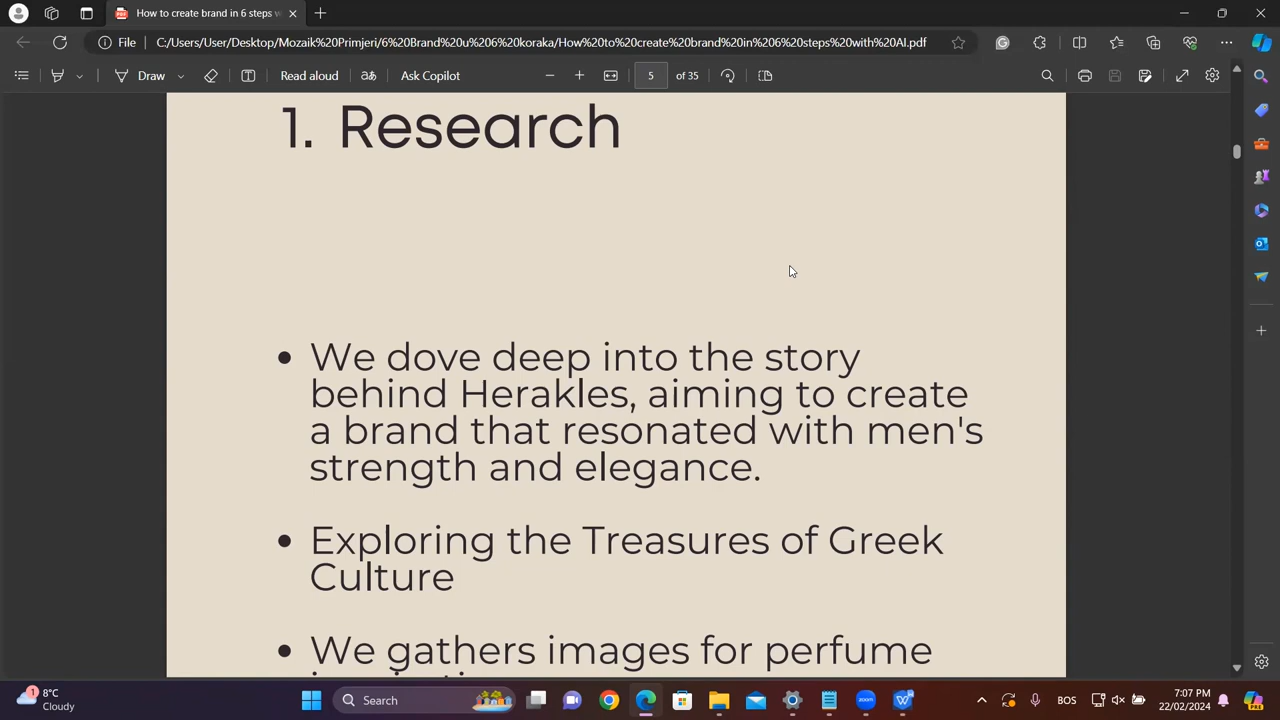 How to create brand in 6 steps w
File
C:/Users/User/Desktop/Mozaik%20Primjeri/6%20Brand%20u%206%20koraka/How%20to%20create%20brand%20in%206%20steps%20with%20AI.pdf
Draw
Read aloud
Ask Copilot
5
of 35
1. Research
• We dove deep into the story
behind Herakles, aiming to create
a brand that resonated with men's
strength and elegance.
• Exploring the Treasures of Greek
Culture
• We gathers images for perfume
1
8°C
Cloudy
Search
BOS
7:07 PM
22/02/2024